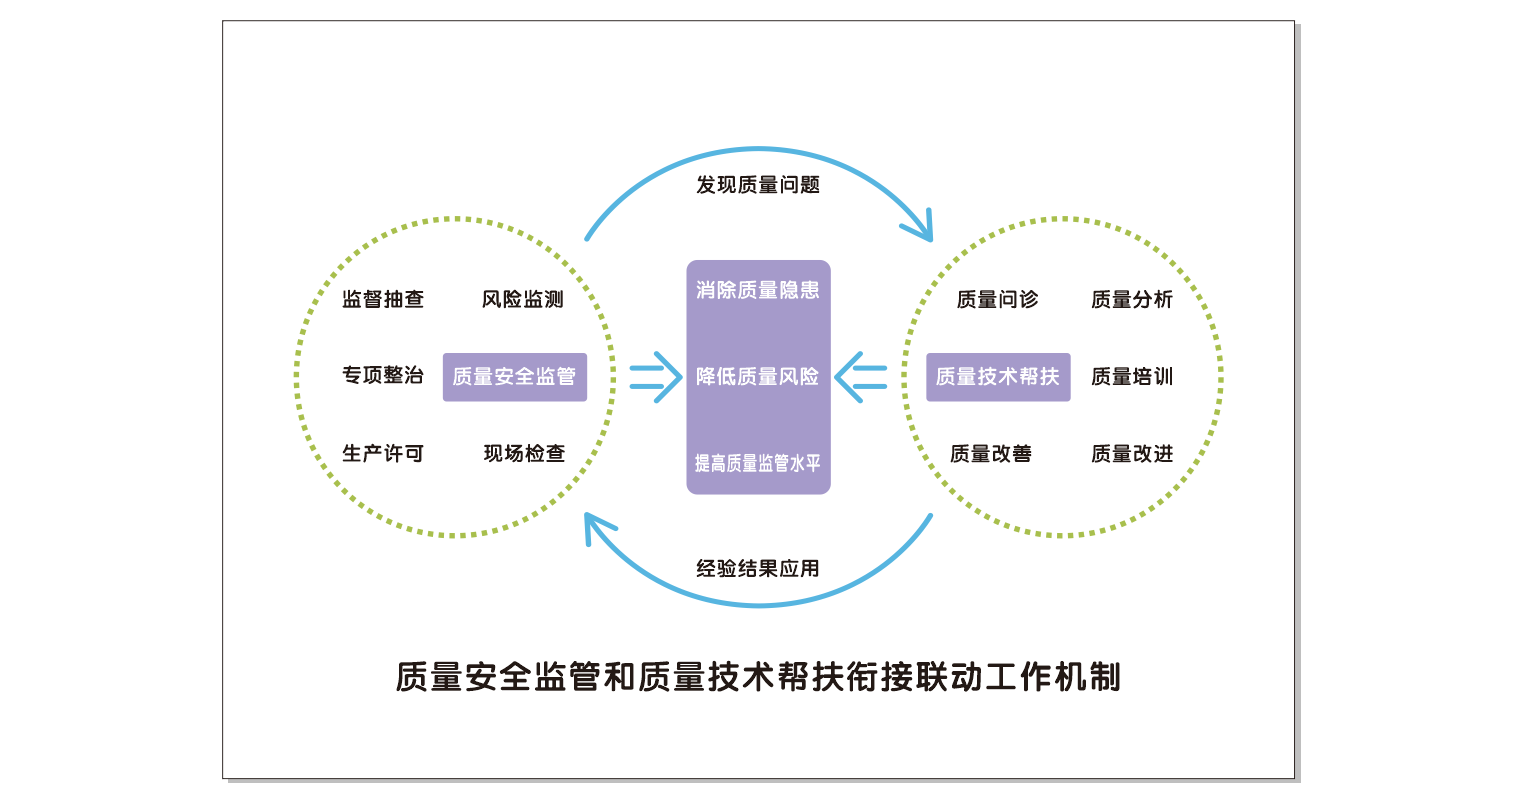 发现质量问题
监督抽查
风险监测
专项整治
质量安全监管
生产许可
现场检查
消除质量隐患
降低质量风险
提高质量监管水平
质量问诊
质量分析
质量技术帮扶
质量培训
质量改善
质量改进
经验结果应用
质量安全监管和质量技术帮扶衔接联动工作机制